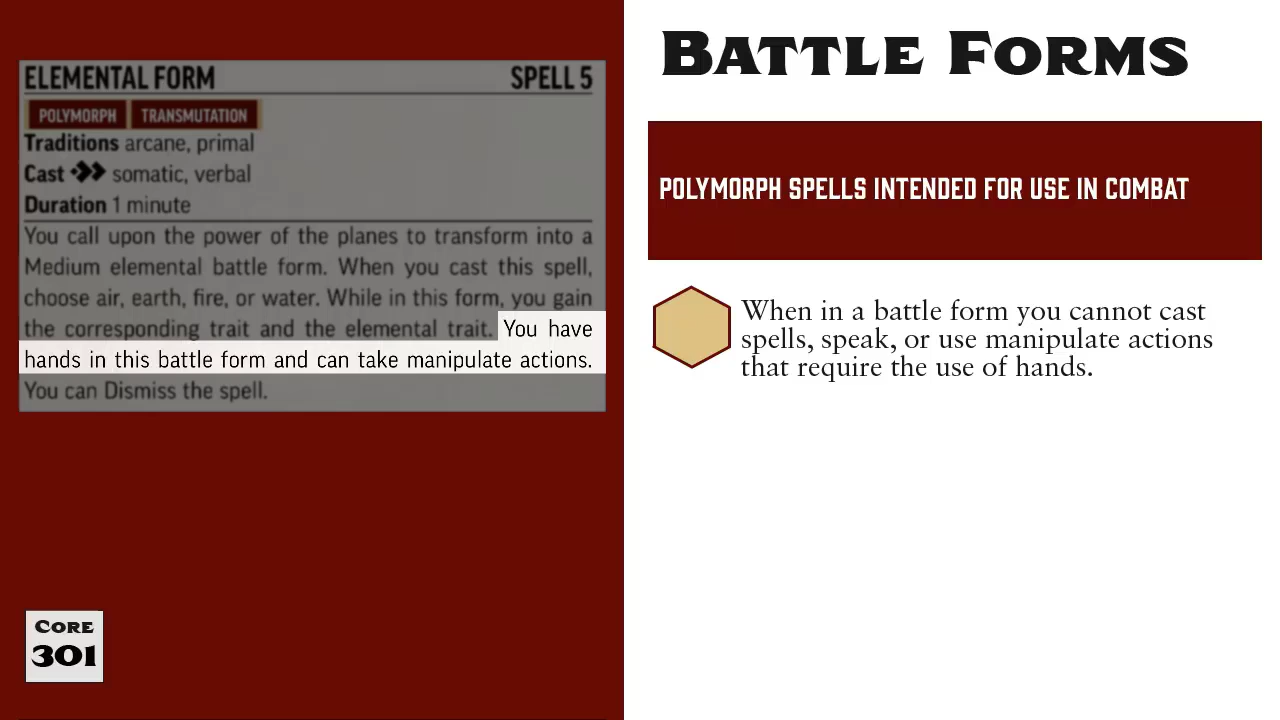 ELEMENTAL FORM SPELL 5
POLYMORPH TRANSMUTATION
Traditions arcane, primal
Cast somatic, verbal
Duration 1 minute
You call upon the power of the planes to transform into a
Medium elemental battle form. When you cast this spell,
choose air, earth, fire, or water. While in this form, you gain
the corresponding trait and the elemental trait. You have
hands in this battle form and can take manipulate actions.
You can Dismiss the spell.
CORE
301
BATTLE FORMS
POLYMORPH SPELLS INTENDED FOR USE IN COMBAT
When in a battle form you cannot cast
spells, speak, or use manipulate actions
that require the use of hands.